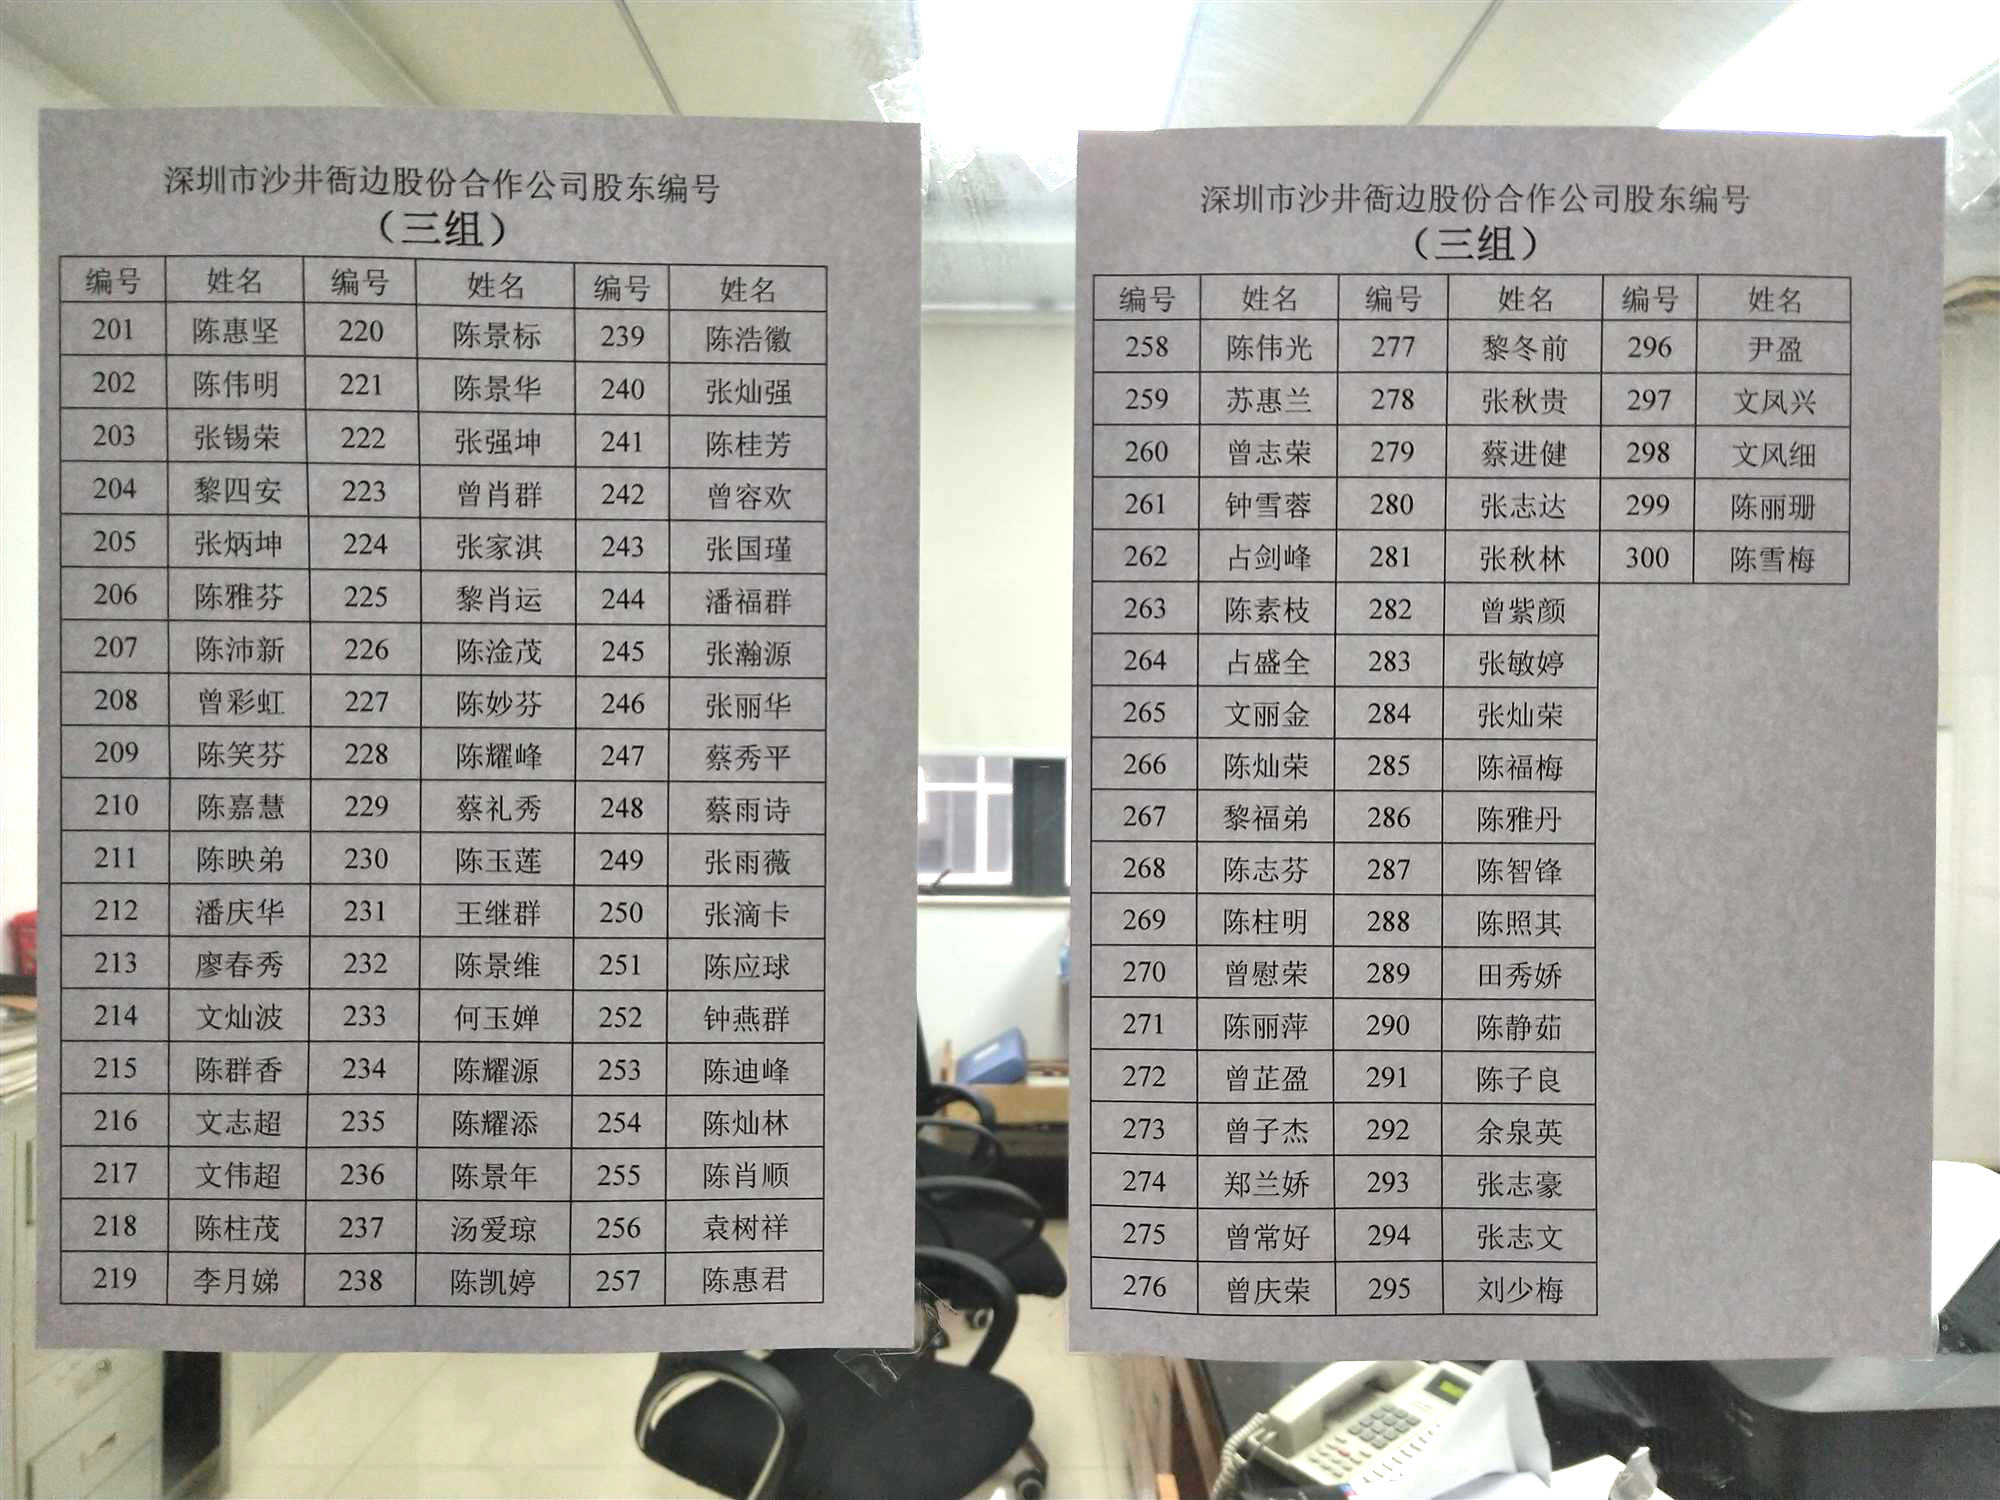 深圳市沙井衙边股份合作公司股东编号
（三组）
编号 姓名 编号 姓名 编号 姓名
201 陈惠坚 220 陈景标 239 陈浩徽
202 陈伟明 221 陈景华 240 张灿强
203 张锡荣 222 张强坤 241 陈桂芳
204 黎四安 223 曾肖群 242 曾容欢
205 张炳坤 224 张家淇 243 张国瑾
206 陈雅芬 225 黎肖运 244 潘福群
207 陈沛新 226 陈淦茂 245 张瀚源
208 曾彩虹 227 陈妙芬 246 张丽华
209 陈笑芬 228 陈耀峰 247 蔡秀平
210 陈嘉慧 229 蔡礼秀 248 蔡雨诗
211 陈映弟 230 陈玉莲 249 张雨薇
212 潘庆华 231 王继群 250 张滴卡
213 廖春秀 232 陈景维 251 陈应球
214 文灿波 233 何玉婵 252 钟燕群
215 陈群香 234 陈耀源 253 陈迪峰
216 文志超 235 陈耀添 254 陈灿林
217 文伟超 236 陈景年 255 陈肖顺
218 陈柱茂 237 汤爱琼 256 袁树祥
219 李月娣 238 陈凯婷 257 陈惠君
深圳市沙井衙边股份合作公司股东编号
（三组）
编号 姓名 编号 姓名 编号 姓名
258 陈伟光 277 黎冬前 296 尹盈
259 苏惠兰 278 张秋贵 297 文凤兴
260 曾志荣 279 蔡进健 298 文凤细
261 钟雪蓉 280 张志达 299 陈丽珊
262 占剑峰 281 张秋林 300 陈雪梅
263 陈素枝 282 曾紫颜
264 占盛全 283 张敏婷
265 文丽金 284 张灿荣
266 陈灿荣 285 陈福梅
267 黎福弟 286 陈雅丹
268 陈志芬 287 陈智锋
269 陈柱明 288 陈照其
270 曾慰荣 289 田秀娇
271 陈丽萍 290 陈静茹
272 曾芷盈 291 陈子良
273 曾子杰 292 余泉英
274 郑兰娇 293 张志豪
275 曾常好 294 张志文
276 曾庆荣 295 刘少梅